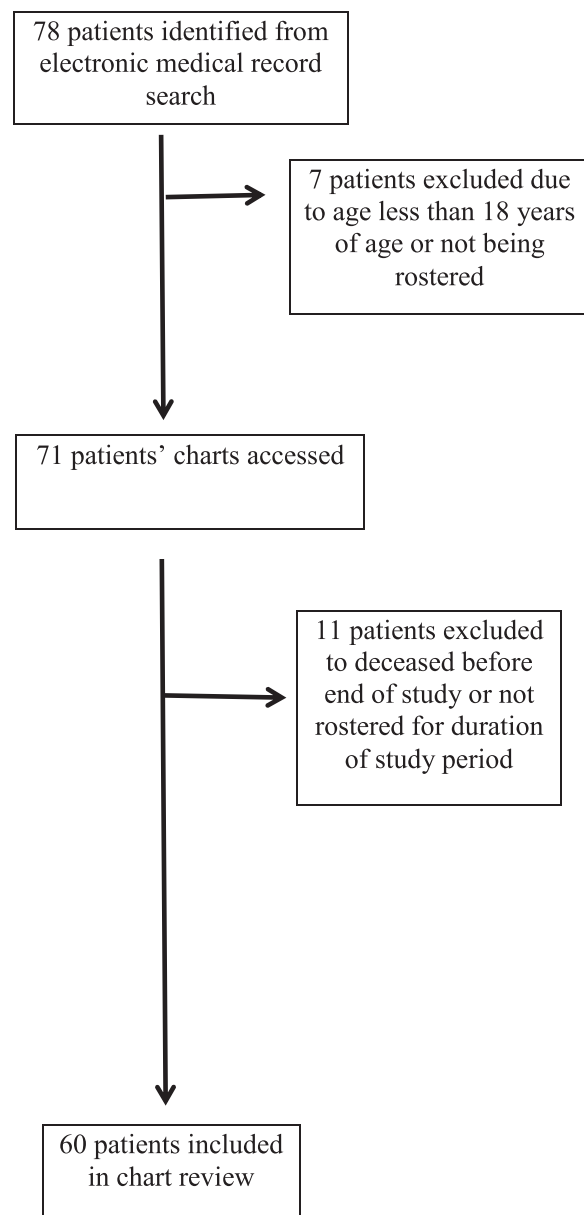 78 patients identified from
electronic medical record
search
7 patients excluded due
to age less than 18 years
of age or not being
rostered
71 patients’ charts accessed
11 patients excluded
to deceased before
end of study or not
rostered for duration
of study period
60 patients included
in chart review